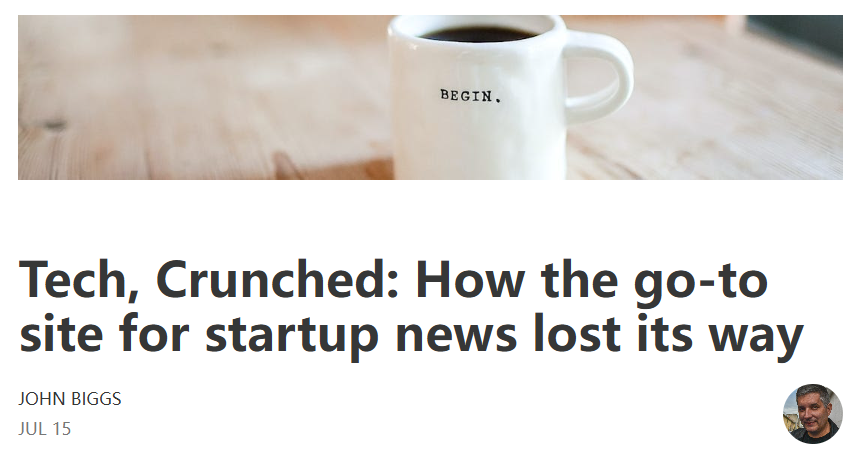 BEGIN.
Tech, Crunched: How the go-to
site for startup news lost its way
JOHN BIGGS
JUL 15